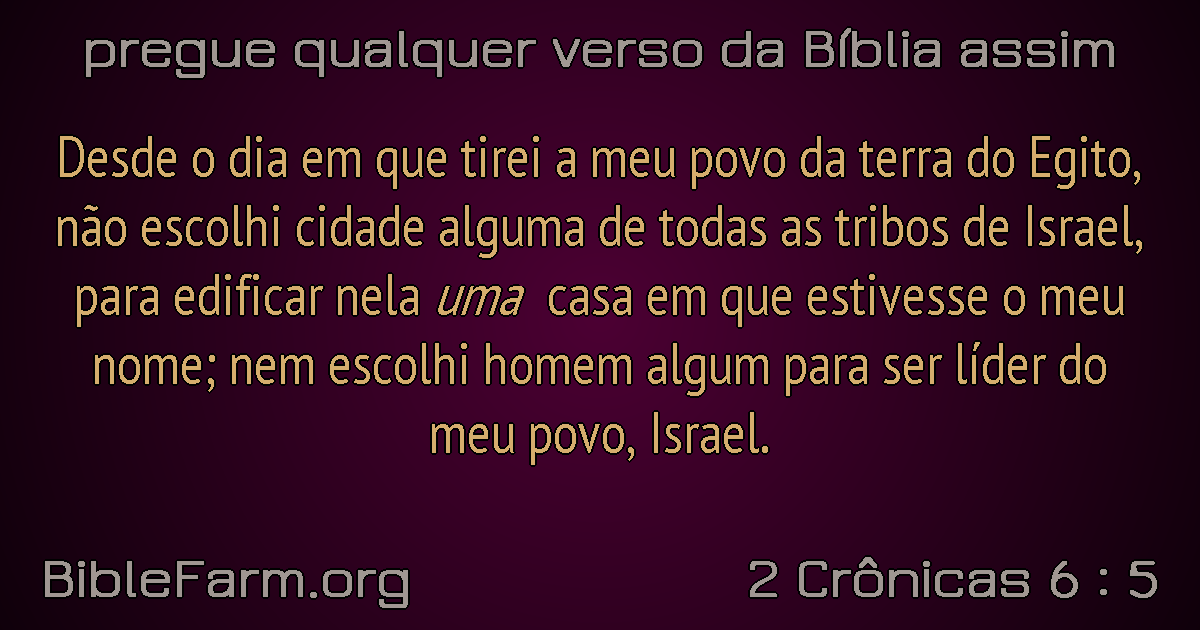 pregue qualquer verso da Bíblia assim
Desde o dia em que tirei a meu povo da terra do Egito,
não escolhi cidade alguma de todas as tribos de Israel,
para edificar nela uma casa em que estivesse o meu
nome; nem escolhi homem algum para ser líder do
meu povo, Israel.
BibleFarm.org
2 Crônicas 6 : 5